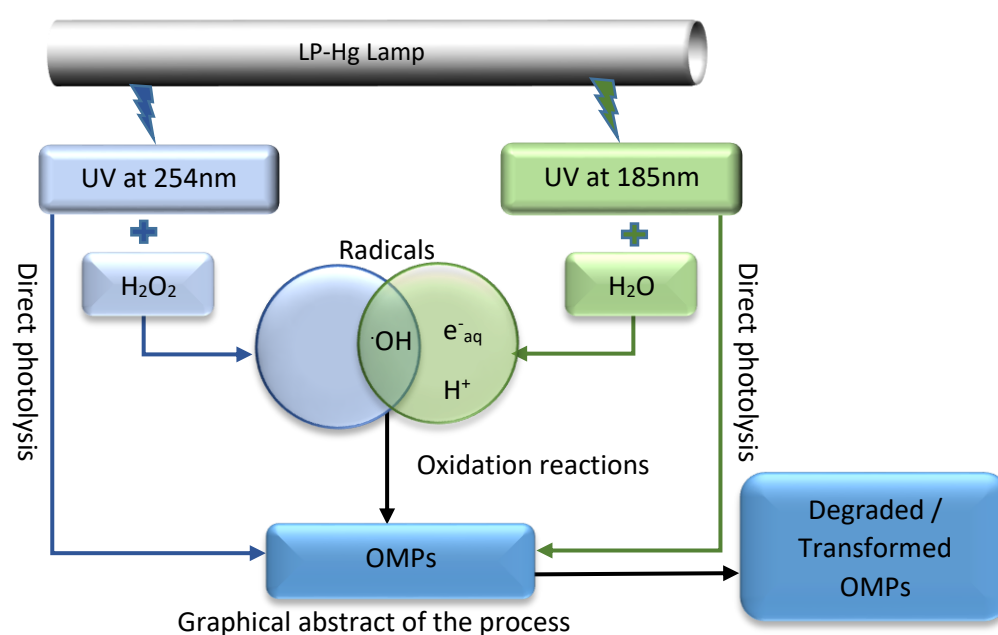 LP-Hg Lamp
UV at 254nm
UV at 185nm
Direct photolysis
H₂O₂
Radicals
H₂O
Direct photolysis
·OH
e⁻aq
H⁺
Oxidation reactions
OMPs
Degraded /
Transformed
OMPs
Graphical abstract of the process